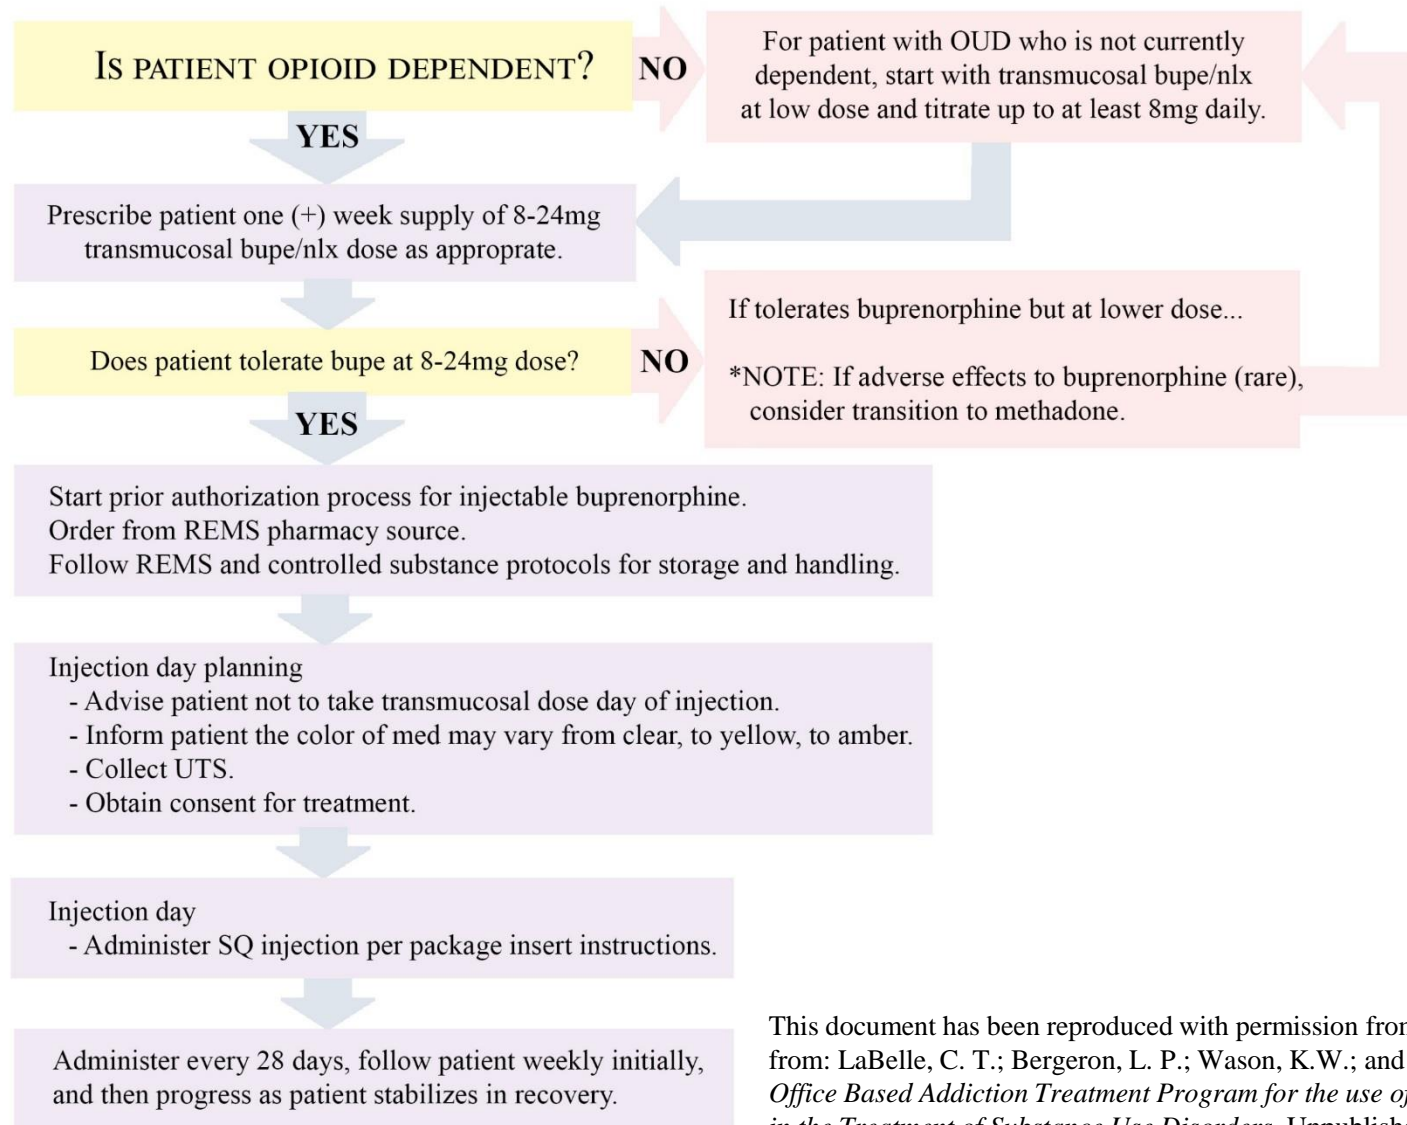 IS PATIENT OPIOID DEPENDENT?
NO
For patient with OUD who is not currently
dependent, start with transmucosal bupe/nlx
at low dose and titrate up to at least 8mg daily.
YES
Prescribe patient one (+) week supply of 8-24mg
transmucosal bupe/nlx dose as approprate.
Does patient tolerate bupe at 8-24mg dose?
NO
If tolerates buprenorphine but at lower dose...
*NOTE: If adverse effects to buprenorphine (rare),
consider transition to methadone.
YES
Start prior authorization process for injectable buprenorphine.
Order from REMS pharmacy source.
Follow REMS and controlled substance protocols for storage and handling.
Injection day planning
- Advise patient not to take transmucosal dose day of injection.
- Inform patient the color of med may vary from clear, to yellow, to amber.
- Collect UTS.
- Obtain consent for treatment.
Injection day
- Administer SQ injection per package insert instructions.
Administer every 28 days, follow patient weekly initially,
and then progress as patient stabilizes in recovery.
This document has been reproduced with permission
from: LaBelle, C. T.; Bergeron, L. P.; Wason, K.W.; and
Office Based Addiction Treatment Program for the use of
in the Treatment of Substance Use Disorders.